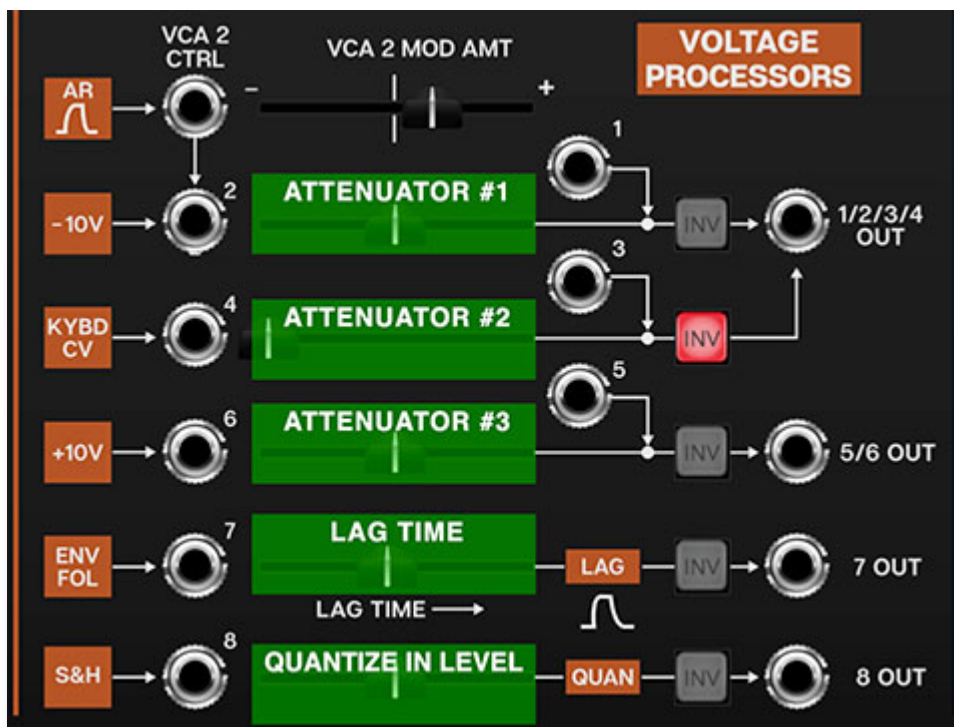 VCA 2
CTRL
VCA 2 MOD AMT
VOLTAGE
PROCESSORS
AR
- +
1
2
ATTENUATOR #1
-10V
INV
1/2/3/4
OUT
3
4
ATTENUATOR #2
KYBD
CV
INV
5
6
ATTENUATOR #3
+10V
INV
5/6 OUT
7
LAG TIME
ENV
FOL
LAG
INV
7 OUT
LAG TIME
8
QUANTIZE IN LEVEL
S&H
QUAN
INV
8 OUT